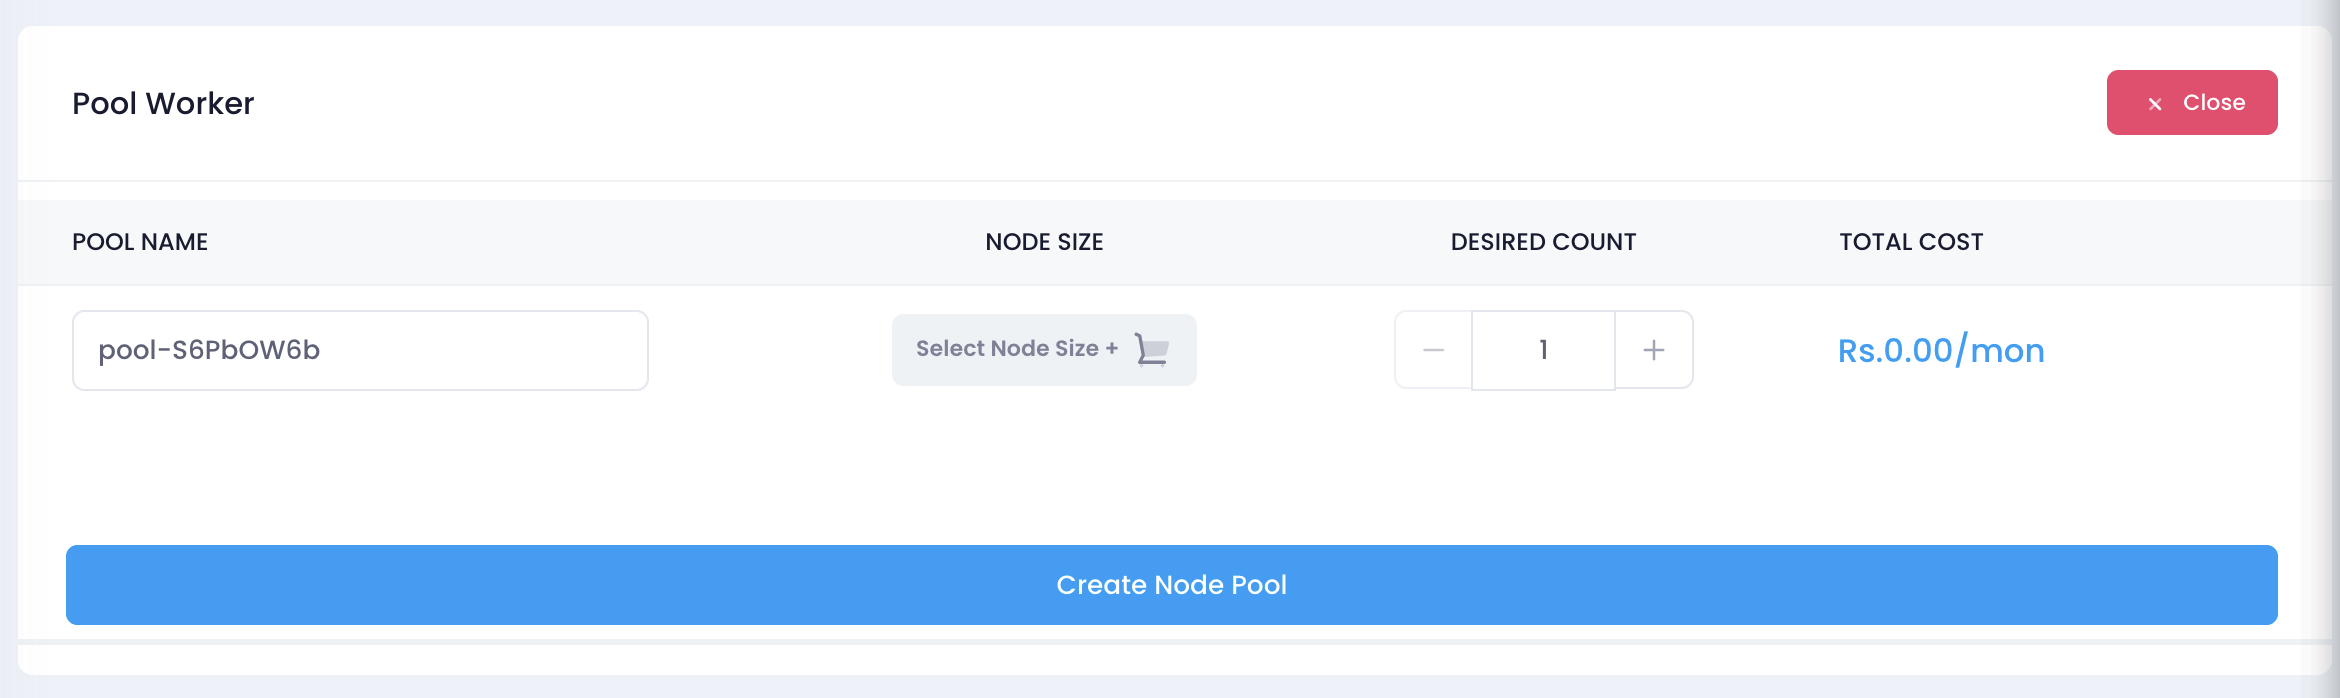 Pool Worker
Close
POOL NAME NODE SIZE DESIRED COUNT TOTAL COST
pool-S6PbOW6b Select Node Size + 1 Rs.0.00/mon
Create Node Pool